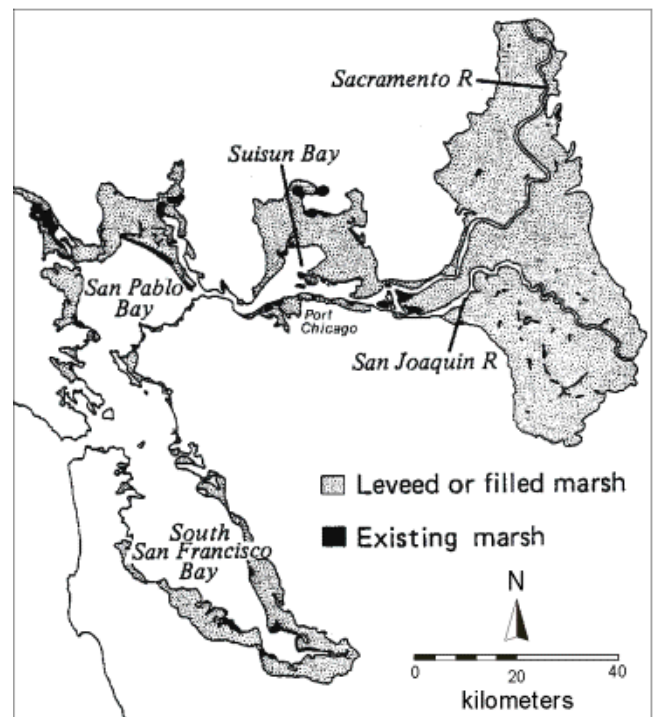 Sacramento R
Suisun Bay
San Pablo
Bay
Port
Chicago
San Joaquin R
Leveed or filled marsh
Existing marsh
South
San Francisco
Bay
N
0
20
40
kilometers